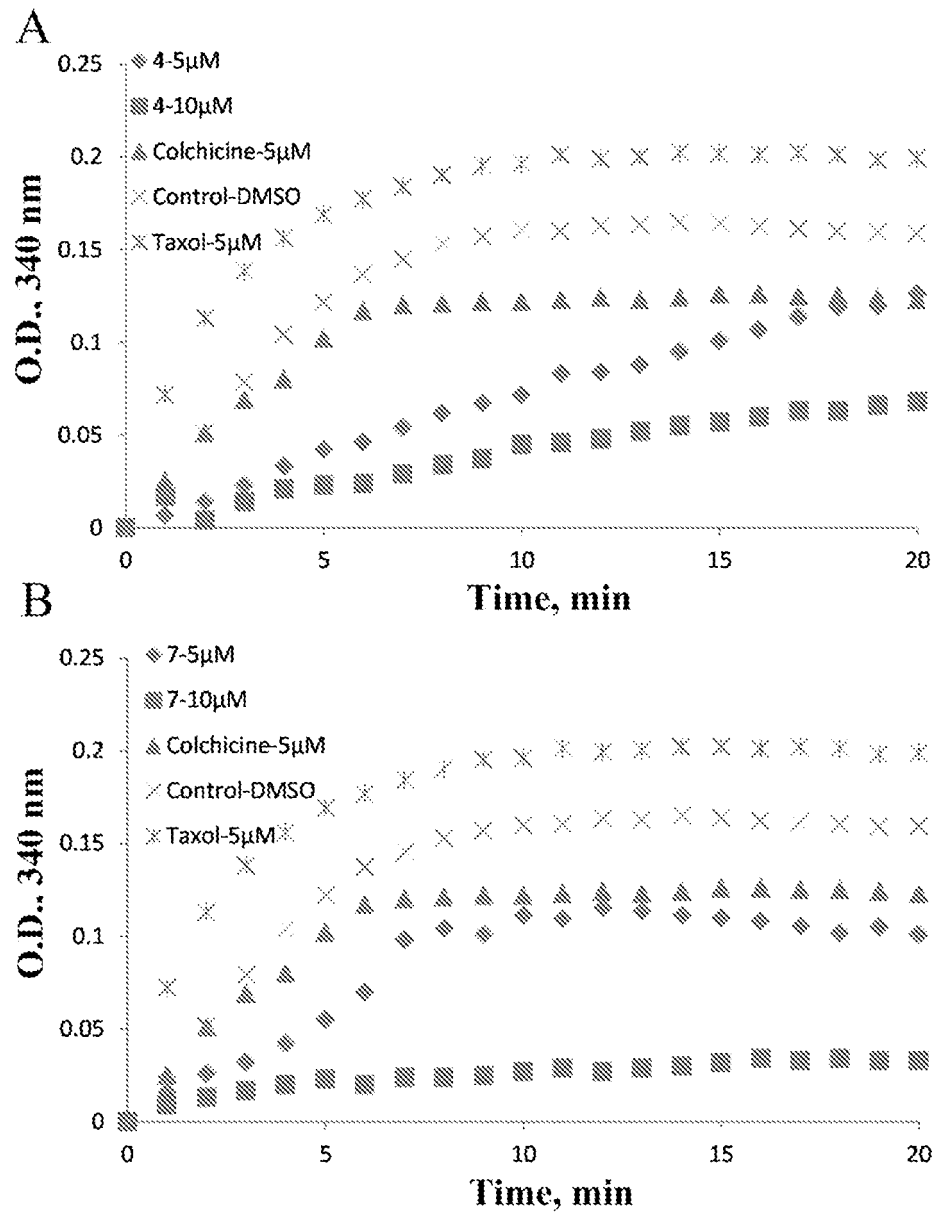 A
0.25
4-5μM
4-10μM
0.2
Colchicine-5μM
Control-DMSO
0.15
Taxol-5μM
O.D.. 340 nm
0.1
0.05
0
0 5 10 15 20
Time, min
B
0.25
7-5μM
7-10μM
0.2
Colchicine-5μM
Control-DMSO
0.15
Taxol-5μM
O.D.. 340 nm
0.1
0.05
0
0 5 10 15 20
Time, min